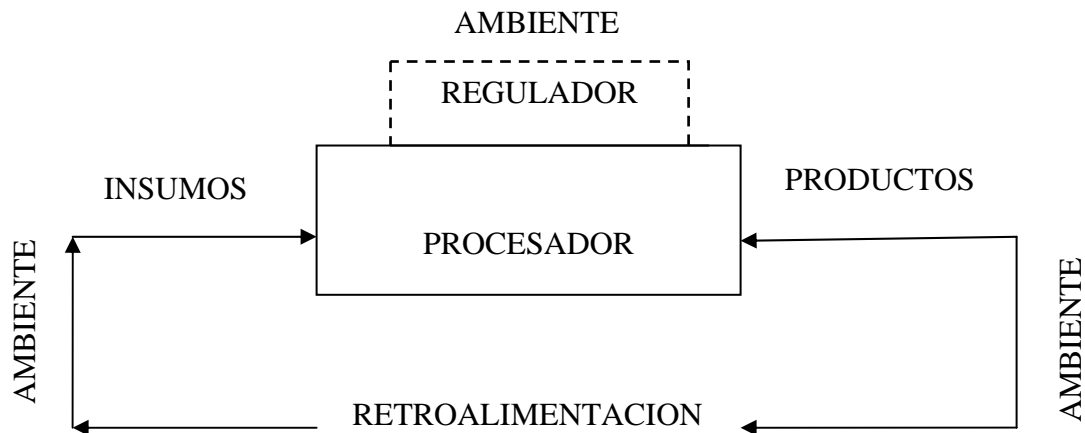 AMBIENTE
REGULADOR
INSUMOS
PRODUCTOS
PROCESADOR
AMBIENTE
AMBIENTE
RETROALIMENTACION